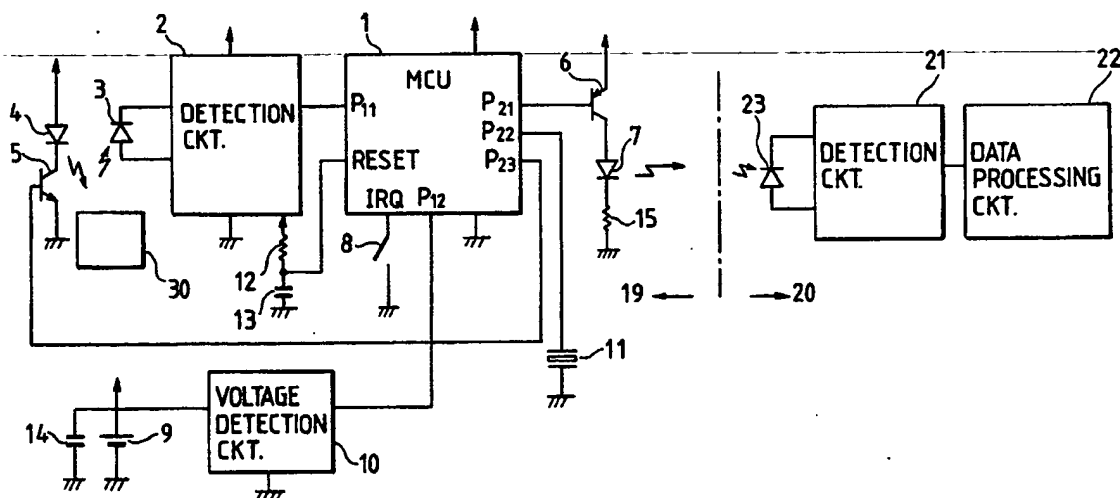 2
1
21
22
MCU
6
3
4
DETECTION
CKT.
P11
P21
23
7
5
P22
DETECTION
CKT.
DATA
PROCESSING
CKT.
RESET
P23
IRQ P12
15
8
12
30
13
19
20
11
VOLTAGE
DETECTION
CKT.
14
9
10